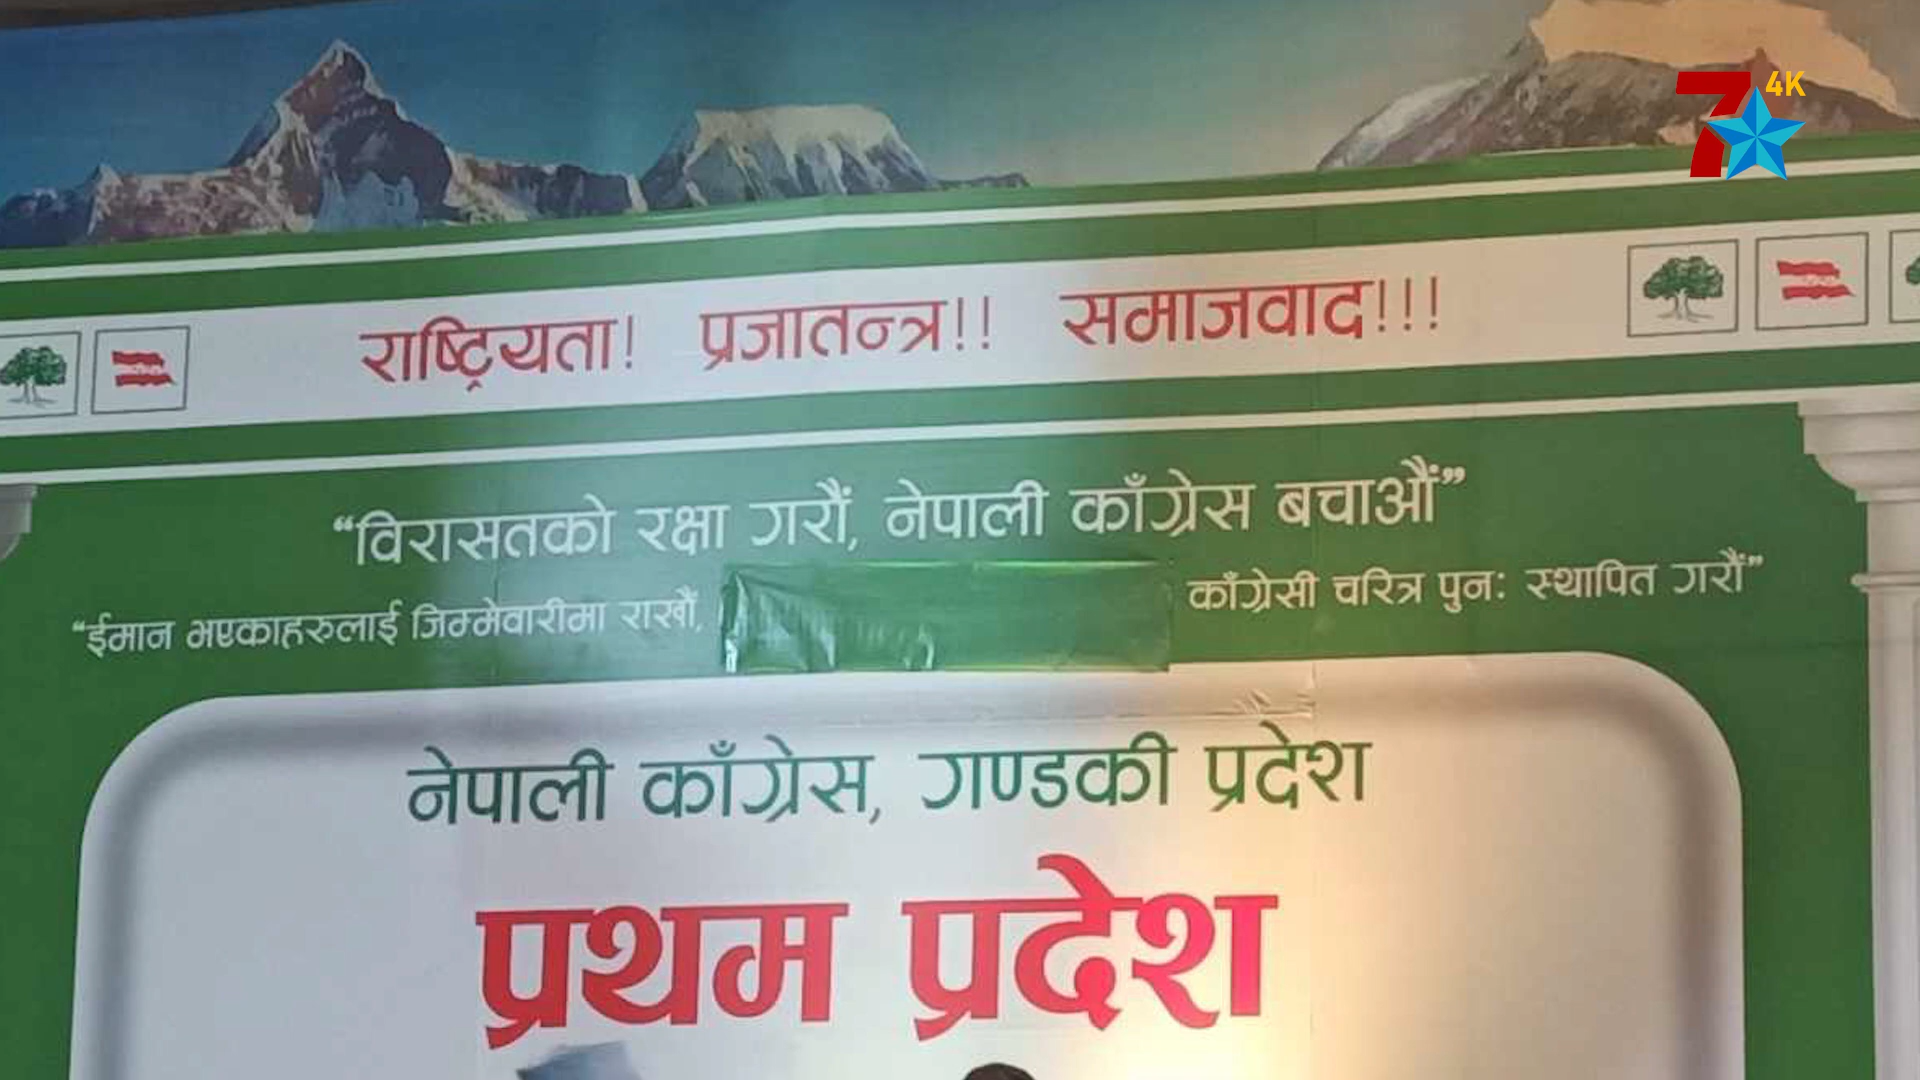 7 4K
राष्ट्रियता! प्रजातन्त्र!! समाजवाद!!!
“विरासतको रक्षा गरौं, नेपाली काँग्रेस बचाऔं”
“ईमान भएकाहरुलाई जिम्मेवारीमा राखौं, काँग्रेसी चरित्र पुनः स्थापित गरौं”
नेपाली काँग्रेस, गण्डकी प्रदेश
प्रथम प्रदेश